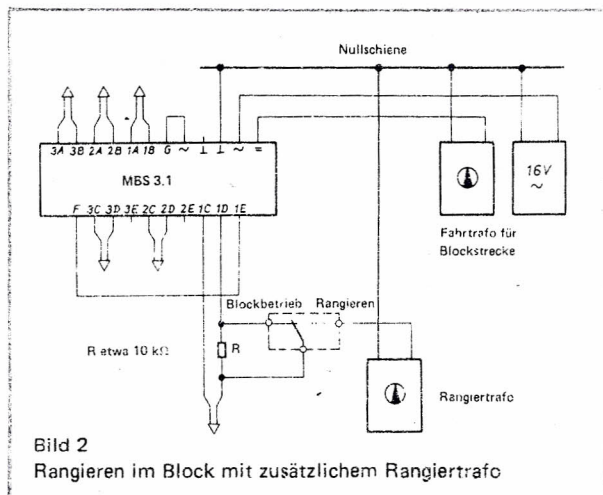 Nullschiene
3A 3B 2A 2B 1A 1B G ~ ⊥ ⊥ ~ =
MBS 3.1
F 3C 3D 3E 2C 2D 2E 1C 1D 1E
16V
~
Fahrtrafo für
Blockstrecke
Blockbetrieb Rangieren
R etwa 10 kΩ
R
Rangiertrafo
Bild 2
Rangieren im Block mit zusätzlichem Rangiertrafo